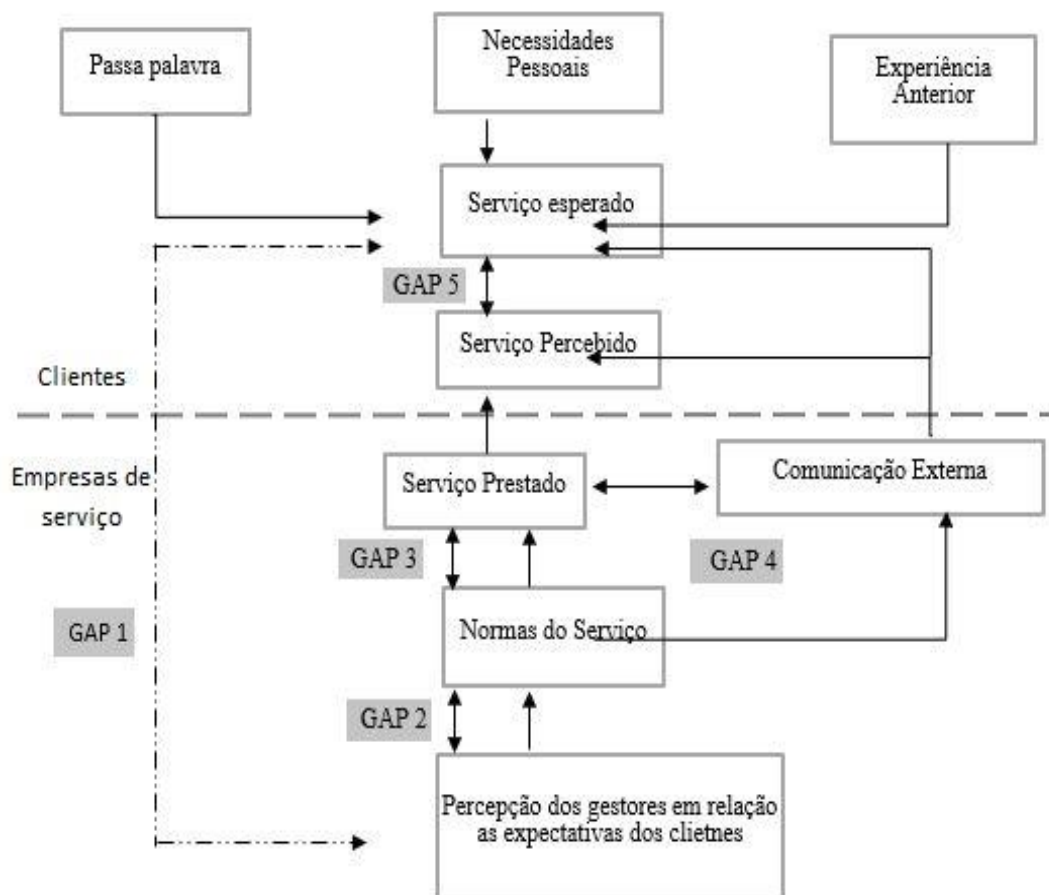 Passa palavra
Necessidades
Pessoais
Experiência
Anterior
Serviço esperado
GAP 5
Serviço Percebido
Clientes
Empresas de
serviço
Serviço Prestado
Comunicação Externa
GAP 3
GAP 4
GAP 1
Normas do Serviço
GAP 2
Percepção dos gestores em relação
as expectativas dos clietnes